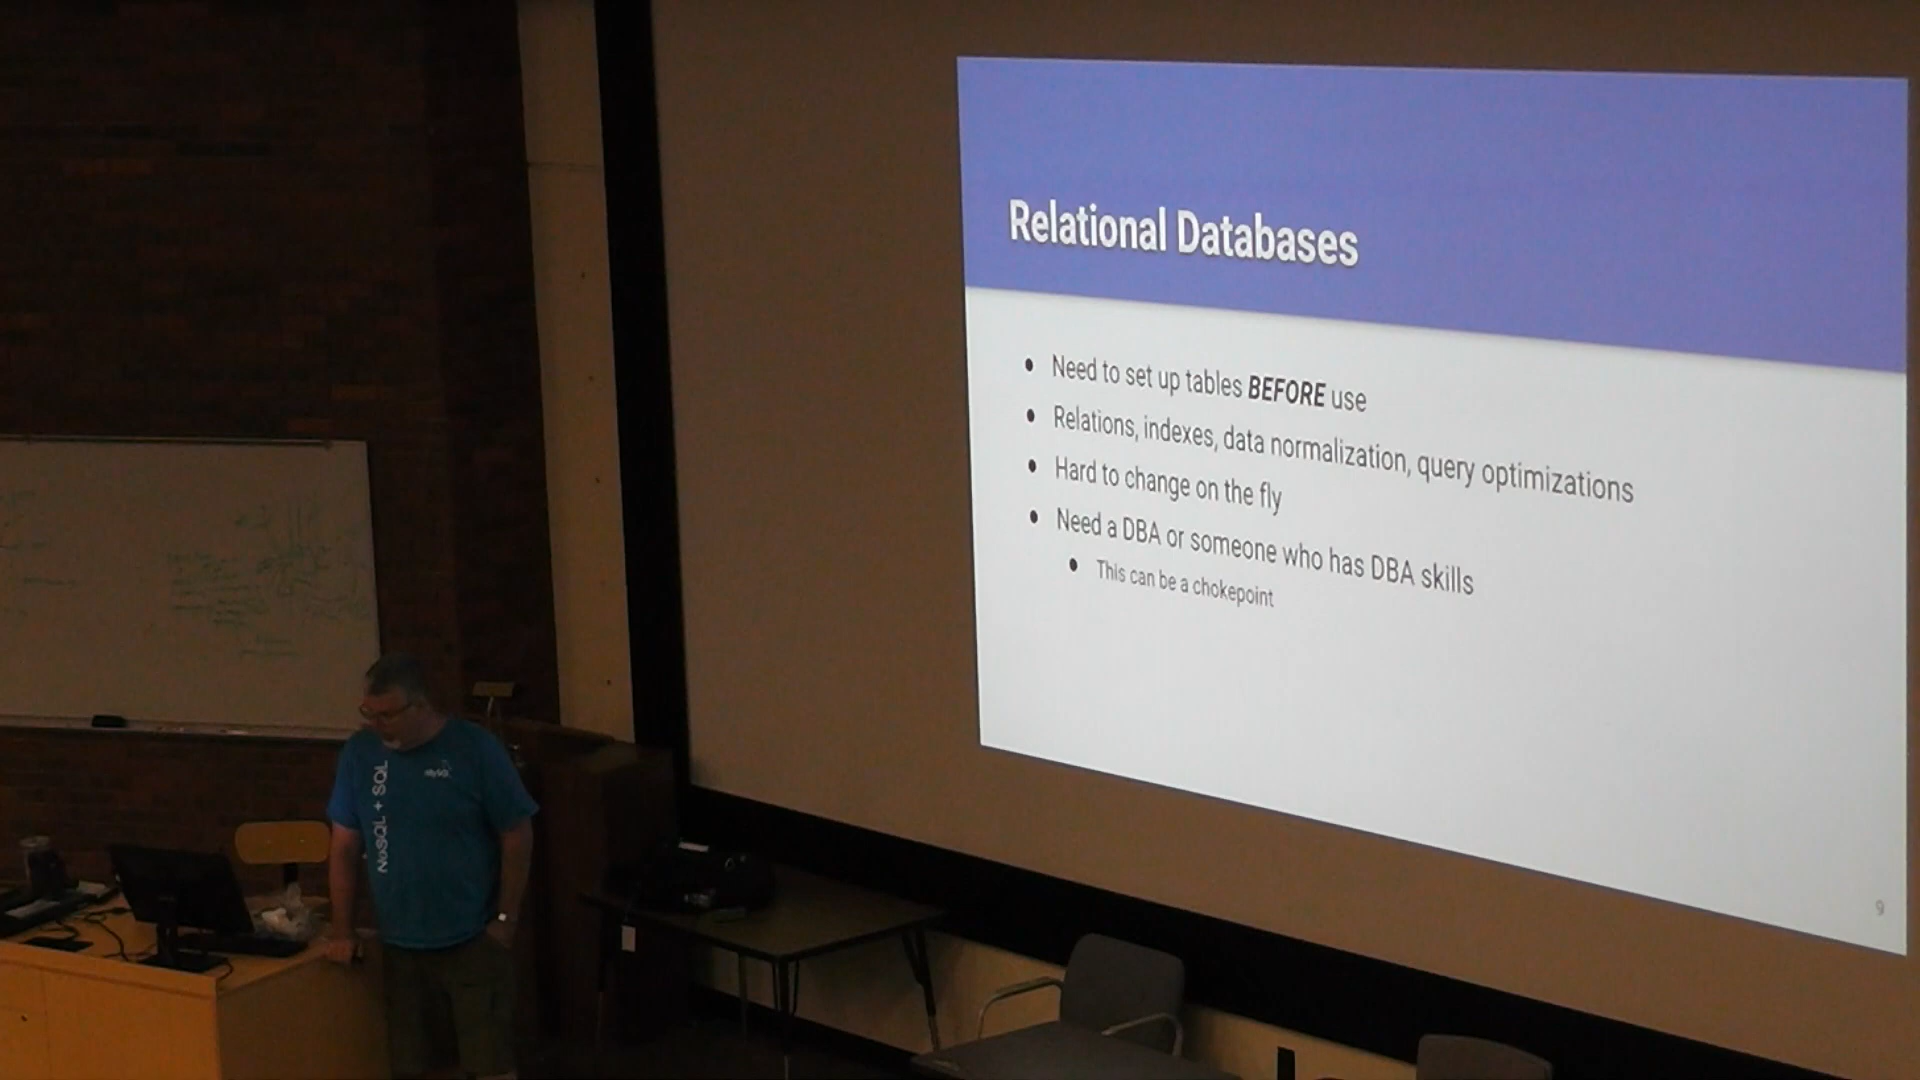 Relational Databases
Need to set up tables BEFORE use
Relations, indexes, data normalization, query optimizations
Hard to change on the fly
Need a DBA or someone who has DBA skills
This can be a chokepoint
9
NoSQL + SQL
MySQL